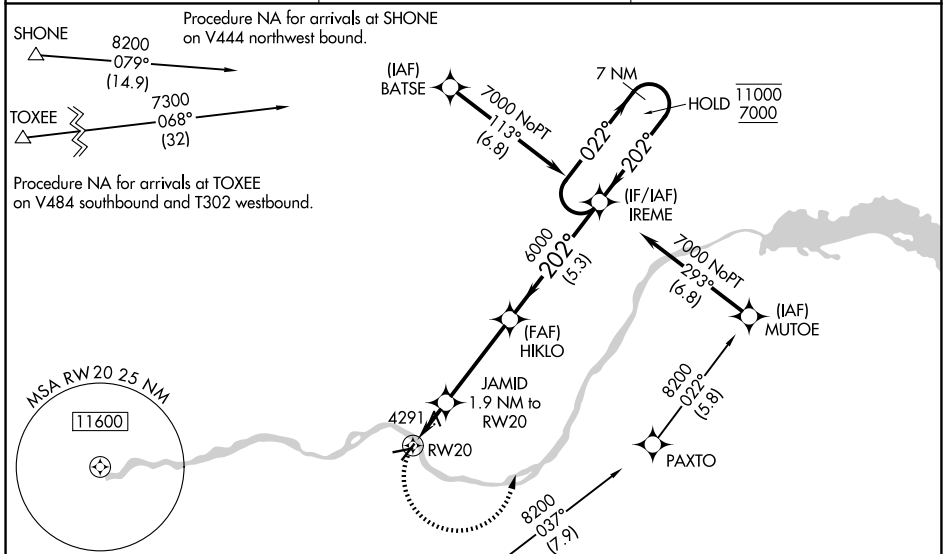 Procedure NA for arrivals at SHONE
on V444 northwest bound.
SHONE
8200
079°
(14.9)
7300
TOXEE
068°
(32)
Procedure NA for arrivals at TOXEE
on V484 southbound and T302 westbound.
(IAF)
BATSE
7000 NoPT
113°
(6.8)
7 NM
HOLD
11000
7000
022°
202°
(IF/IAF)
IREME
6000
202°
(5.3)
7000 NoPT
293°
(6.8)
(IAF)
MUTOE
(FAF)
HIKLO
JAMID
1.9 NM to
RW20
8200
022°
(5.8)
MSA RW20 25 NM
11600
4291
RW20
PAXTO
8200
037°
(7.9)